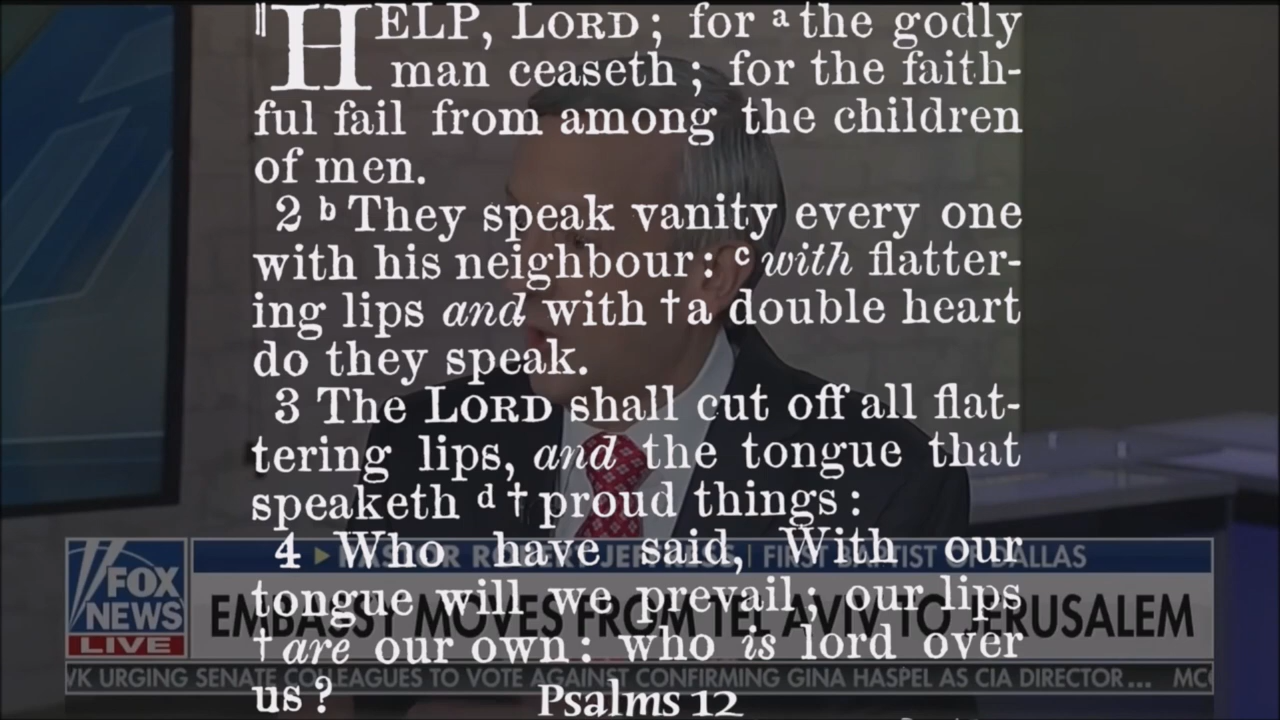 ‖HELP, LORD; for ᵃ the godly
man ceaseth; for the faith-
ful fail from among the children
of men.
2 ᵇ They speak vanity every one
with his neighbour: ᶜ with flatter-
ing lips and with † a double heart
do they speak.
3 The LORD shall cut off all flat-
tering lips, and the tongue that
speaketh ᵈ † proud things:
4 Who have said, With our
tongue will we prevail; our lips
† are our own: who is lord over
us?
Psalms 12
PASTOR ROBERT JEFFRESS | FIRST BAPTIST OF DALLAS
FOX
NEWS
LIVE
EMBASSY MOVES FROM TEL AVIV TO JERUSALEM
VK URGING SENATE COLLEAGUES TO VOTE AGAINST CONFIRMING GINA HASPEL AS CIA DIRECTOR... MC